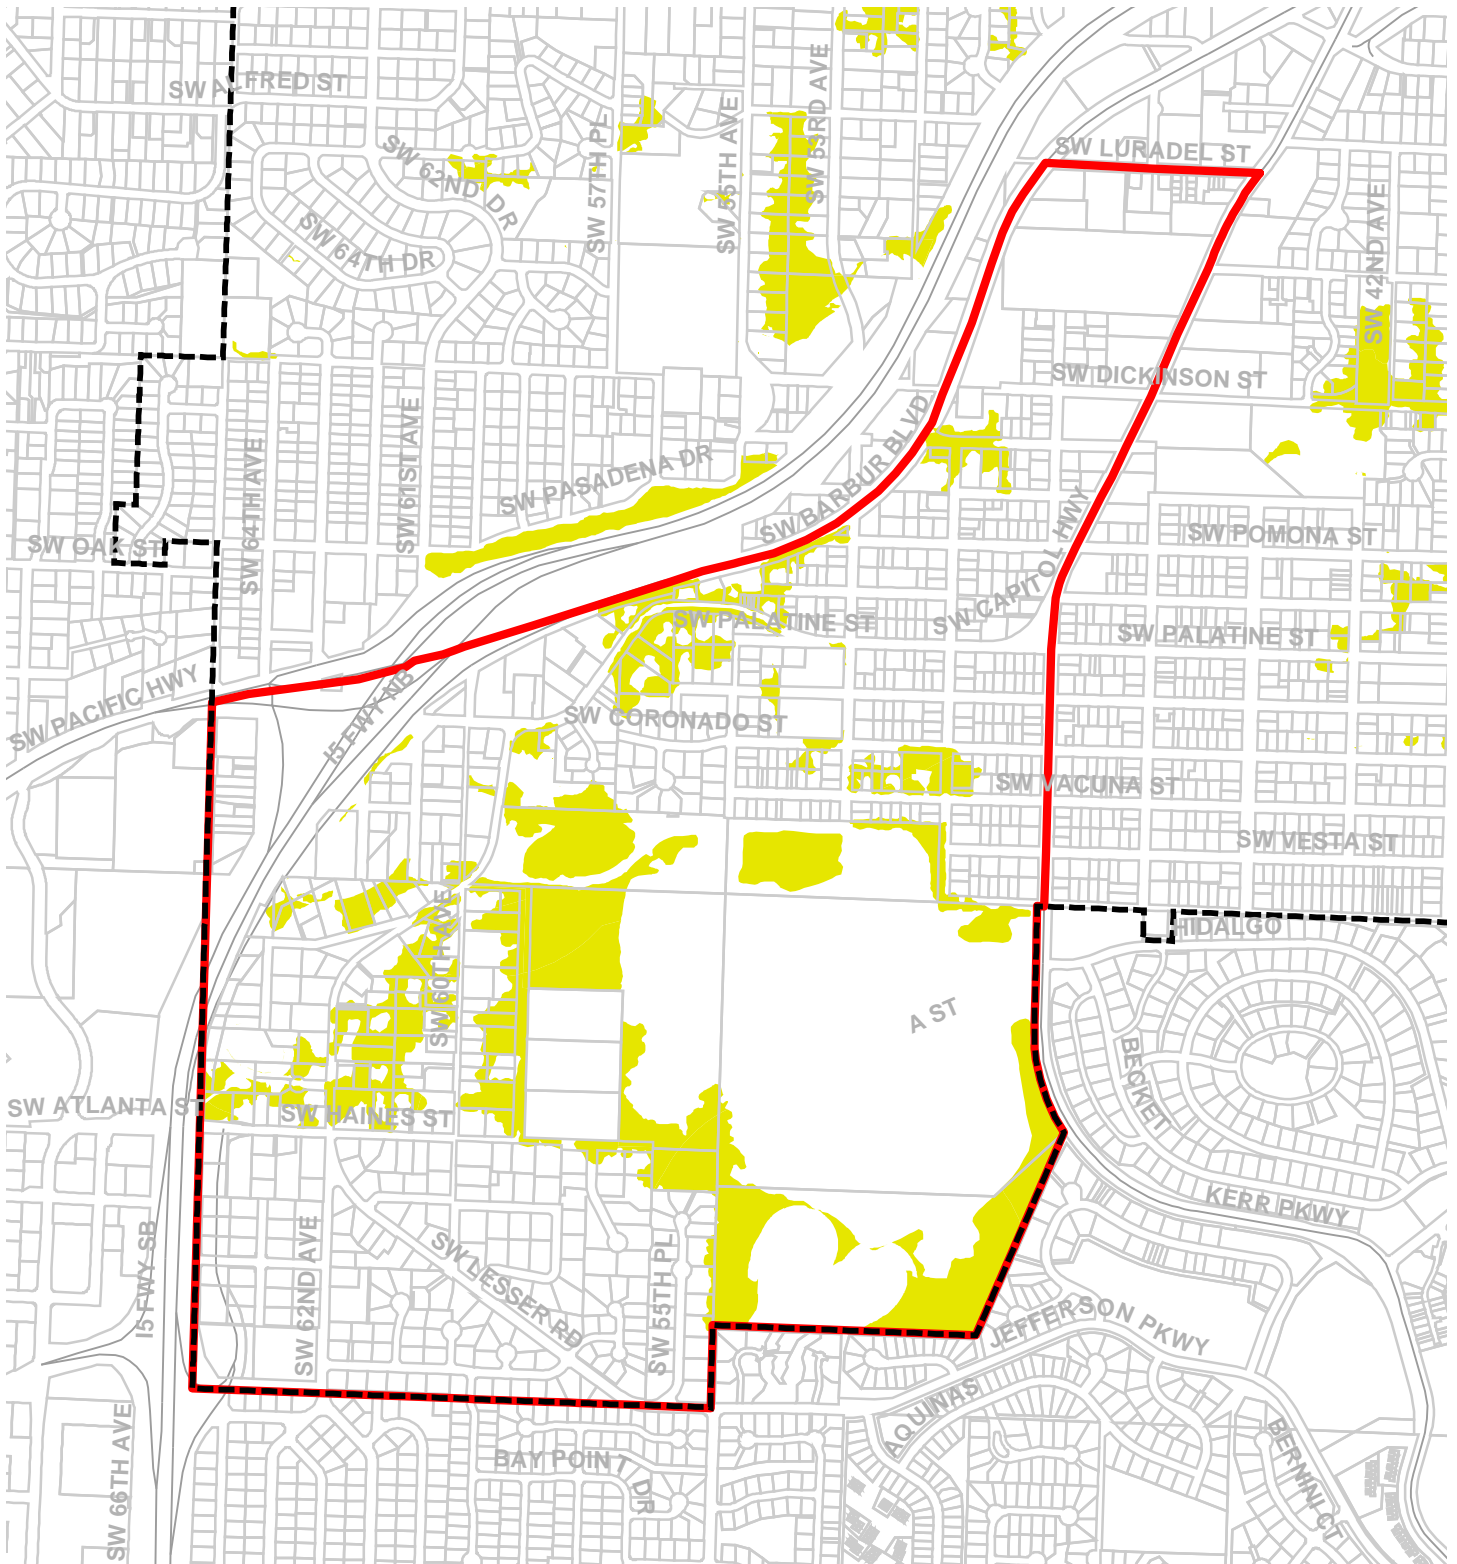 SW ALFRED ST
SW 62ND DR
SW 64TH DR
SW 57TH PL
SW 55TH AVE
SW 53RD AVE
SW LURADEL ST
SW 42ND AVE
SW DICKINSON ST
SW BARBUR BLVD
SW PASADENA DR
SW 61ST AVE
SW 64TH AVE
SW OAK ST
SW CAPITOL HWY
SW POMONA ST
SW PALATINE ST
SW PALATINE ST
SW PACIFIC HWY
I5 FWY NB
SW CORONADO ST
SW VACUNA ST
SW VESTA ST
SW 60TH AVE
HIDALGO
A ST
BECKETT
SW ATLANTA ST
SW HAINES ST
KERR PKWY
I5 FWY SB
SW 62ND AVE
SW LESSER RD
SW 55TH PL
JEFFERSON PKWY
AQUINAS
SW 66TH AVE
BAY POINT DR
BERNINI CT